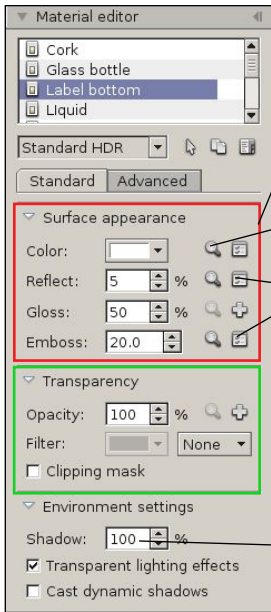 Material editor
Cork
Glass bottle
Label bottom
LIquid
Standard HDR
Standard Advanced
Surface appearance
Color:
Reflect: 5 %
Gloss: 50 %
Emboss: 20.0
Transparency
Opacity: 100 %
Filter: None
Clipping mask
Environment settings
Shadow: 100 %
Transparent lighting effects
Cast dynamic shadows